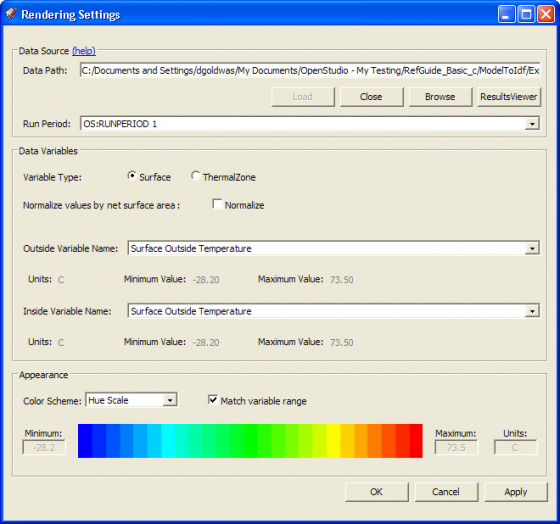 Rendering Settings
Data Source (help)
Data Path: C:/Documents and Settings/dgoldwas/My Documents/OpenStudio - My Testing/RefGuide_Basic_c/ModelToIdf/Ex
Load Close Browse ResultsViewer
Run Period: OS:RUNPERIOD 1
Data Variables
Variable Type: Surface ThermalZone
Normalize values by net surface area : Normalize
Outside Variable Name: Surface Outside Temperature
Units: C Minimum Value: -28.20 Maximum Value: 73.50
Inside Variable Name: Surface Outside Temperature
Units: C Minimum Value: -28.20 Maximum Value: 73.50
Appearance
Color Scheme: Hue Scale Match variable range
Minimum: Maximum: Units:
-28.2 73.5 C
OK Cancel Apply